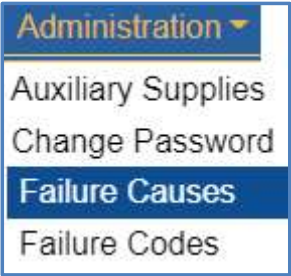 Administration
Auxiliary Supplies
Change Password
Failure Causes
Failure Codes